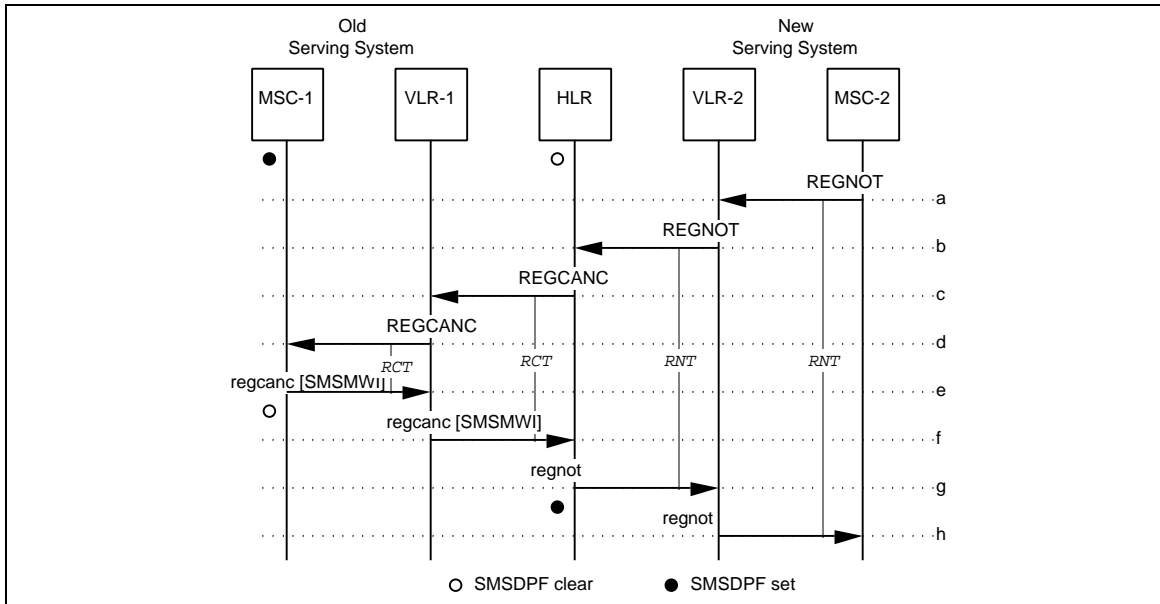 Old
Serving System
New
Serving System
MSC-1
VLR-1
HLR
VLR-2
MSC-2
REGNOT
a
REGNOT
b
REGCANC
c
REGCANC
d
RCT
RCT
RNT
RNT
regcanc [SMSMWI]
e
regcanc [SMSMWI]
f
regnot
g
regnot
h
SMSDPF clear
SMSDPF set